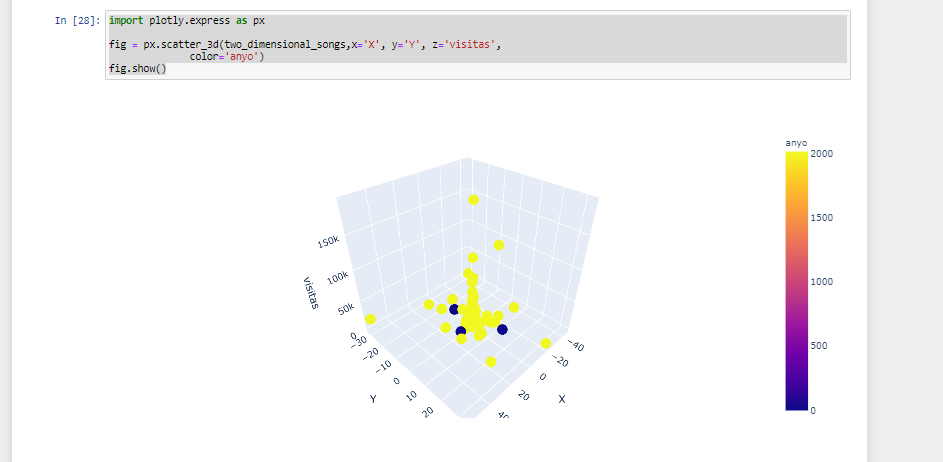 In [28]: import plotly.express as px
fig = px.scatter_3d(two_dimensional_songs,x='X', y='Y', z='visitas',
color='anyo')
fig.show()
anyo
2000
1500
1000
500
0
150k
100k
50k
0
visitas
−30
−20
−10
0
10
20
Y
−40
−20
0
20
X